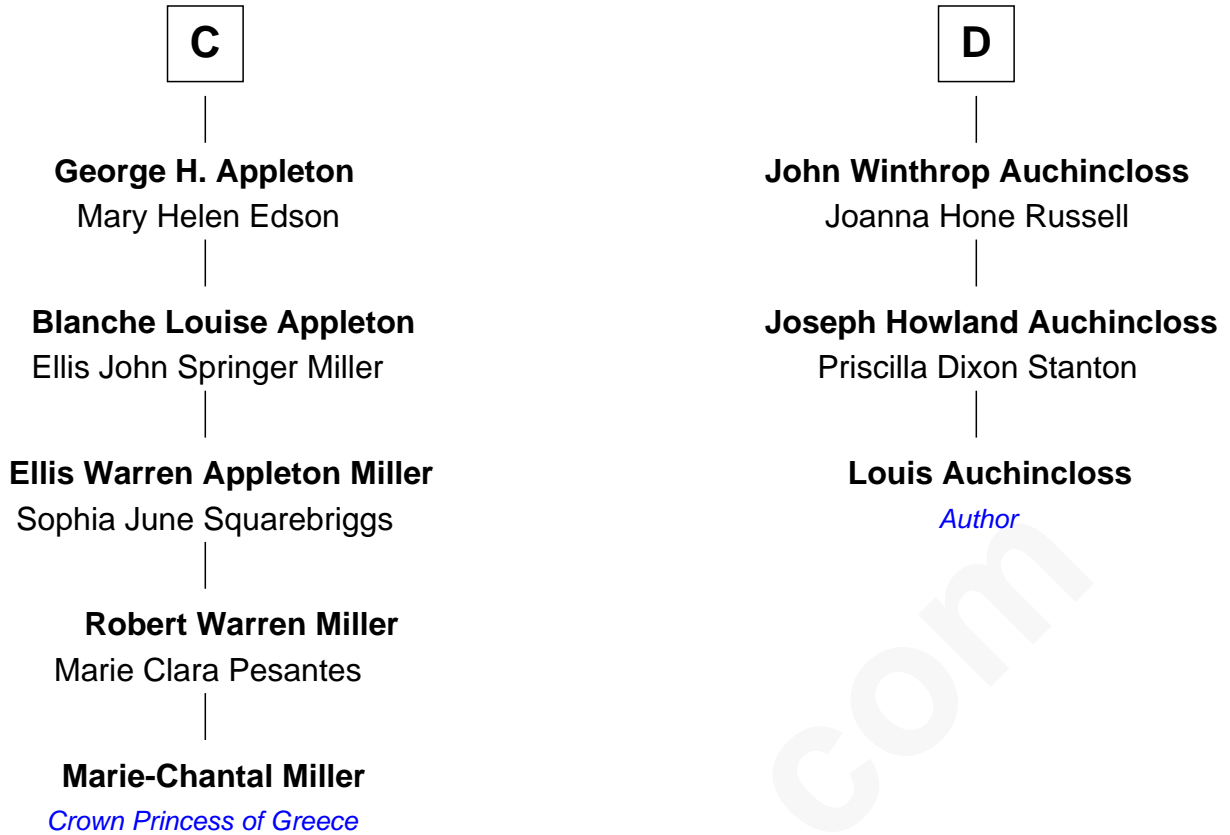 C
George H. Appleton
Mary Helen Edson
Blanche Louise Appleton
Ellis John Springer Miller
Ellis Warren Appleton Miller
Sophia June Squarebriggs
Robert Warren Miller
Marie Clara Pesantes
Marie-Chantal Miller
Crown Princess of Greece
D
John Winthrop Auchincloss
Joanna Hone Russell
Joseph Howland Auchincloss
Priscilla Dixon Stanton
Louis Auchincloss
Author
com